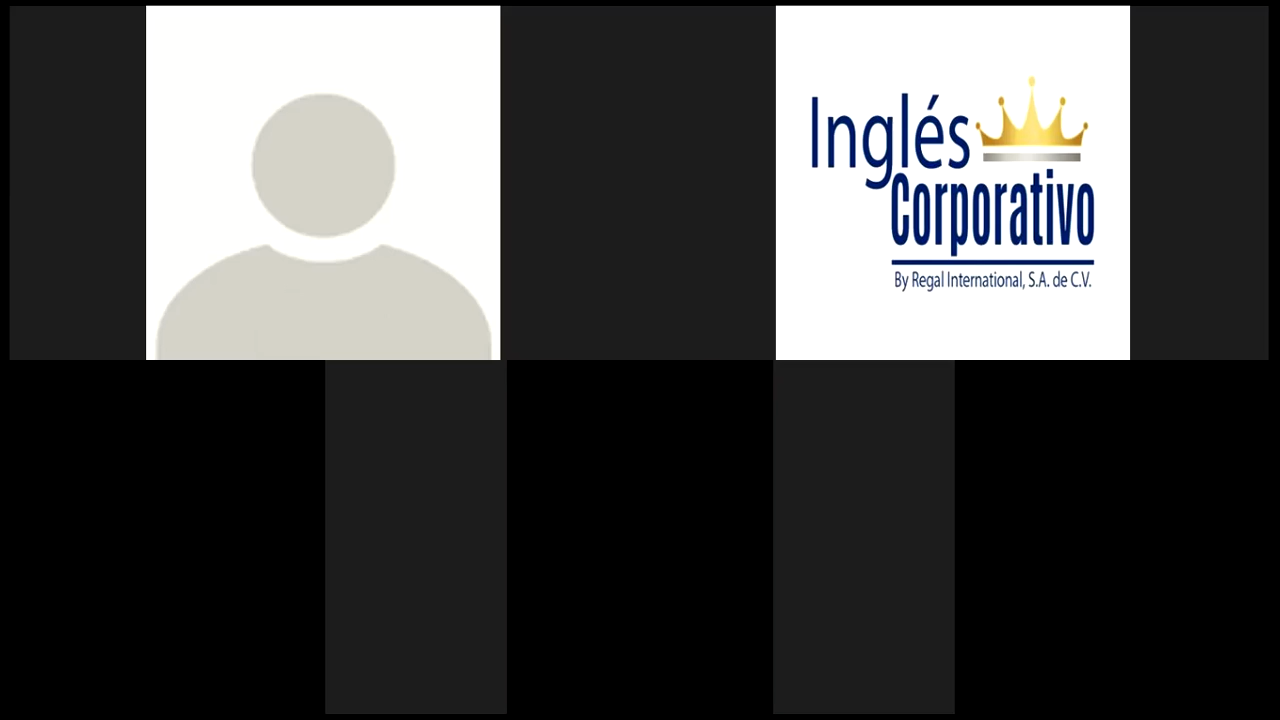 Inglés
Corporativo
By Regal International, S.A. de C.V.